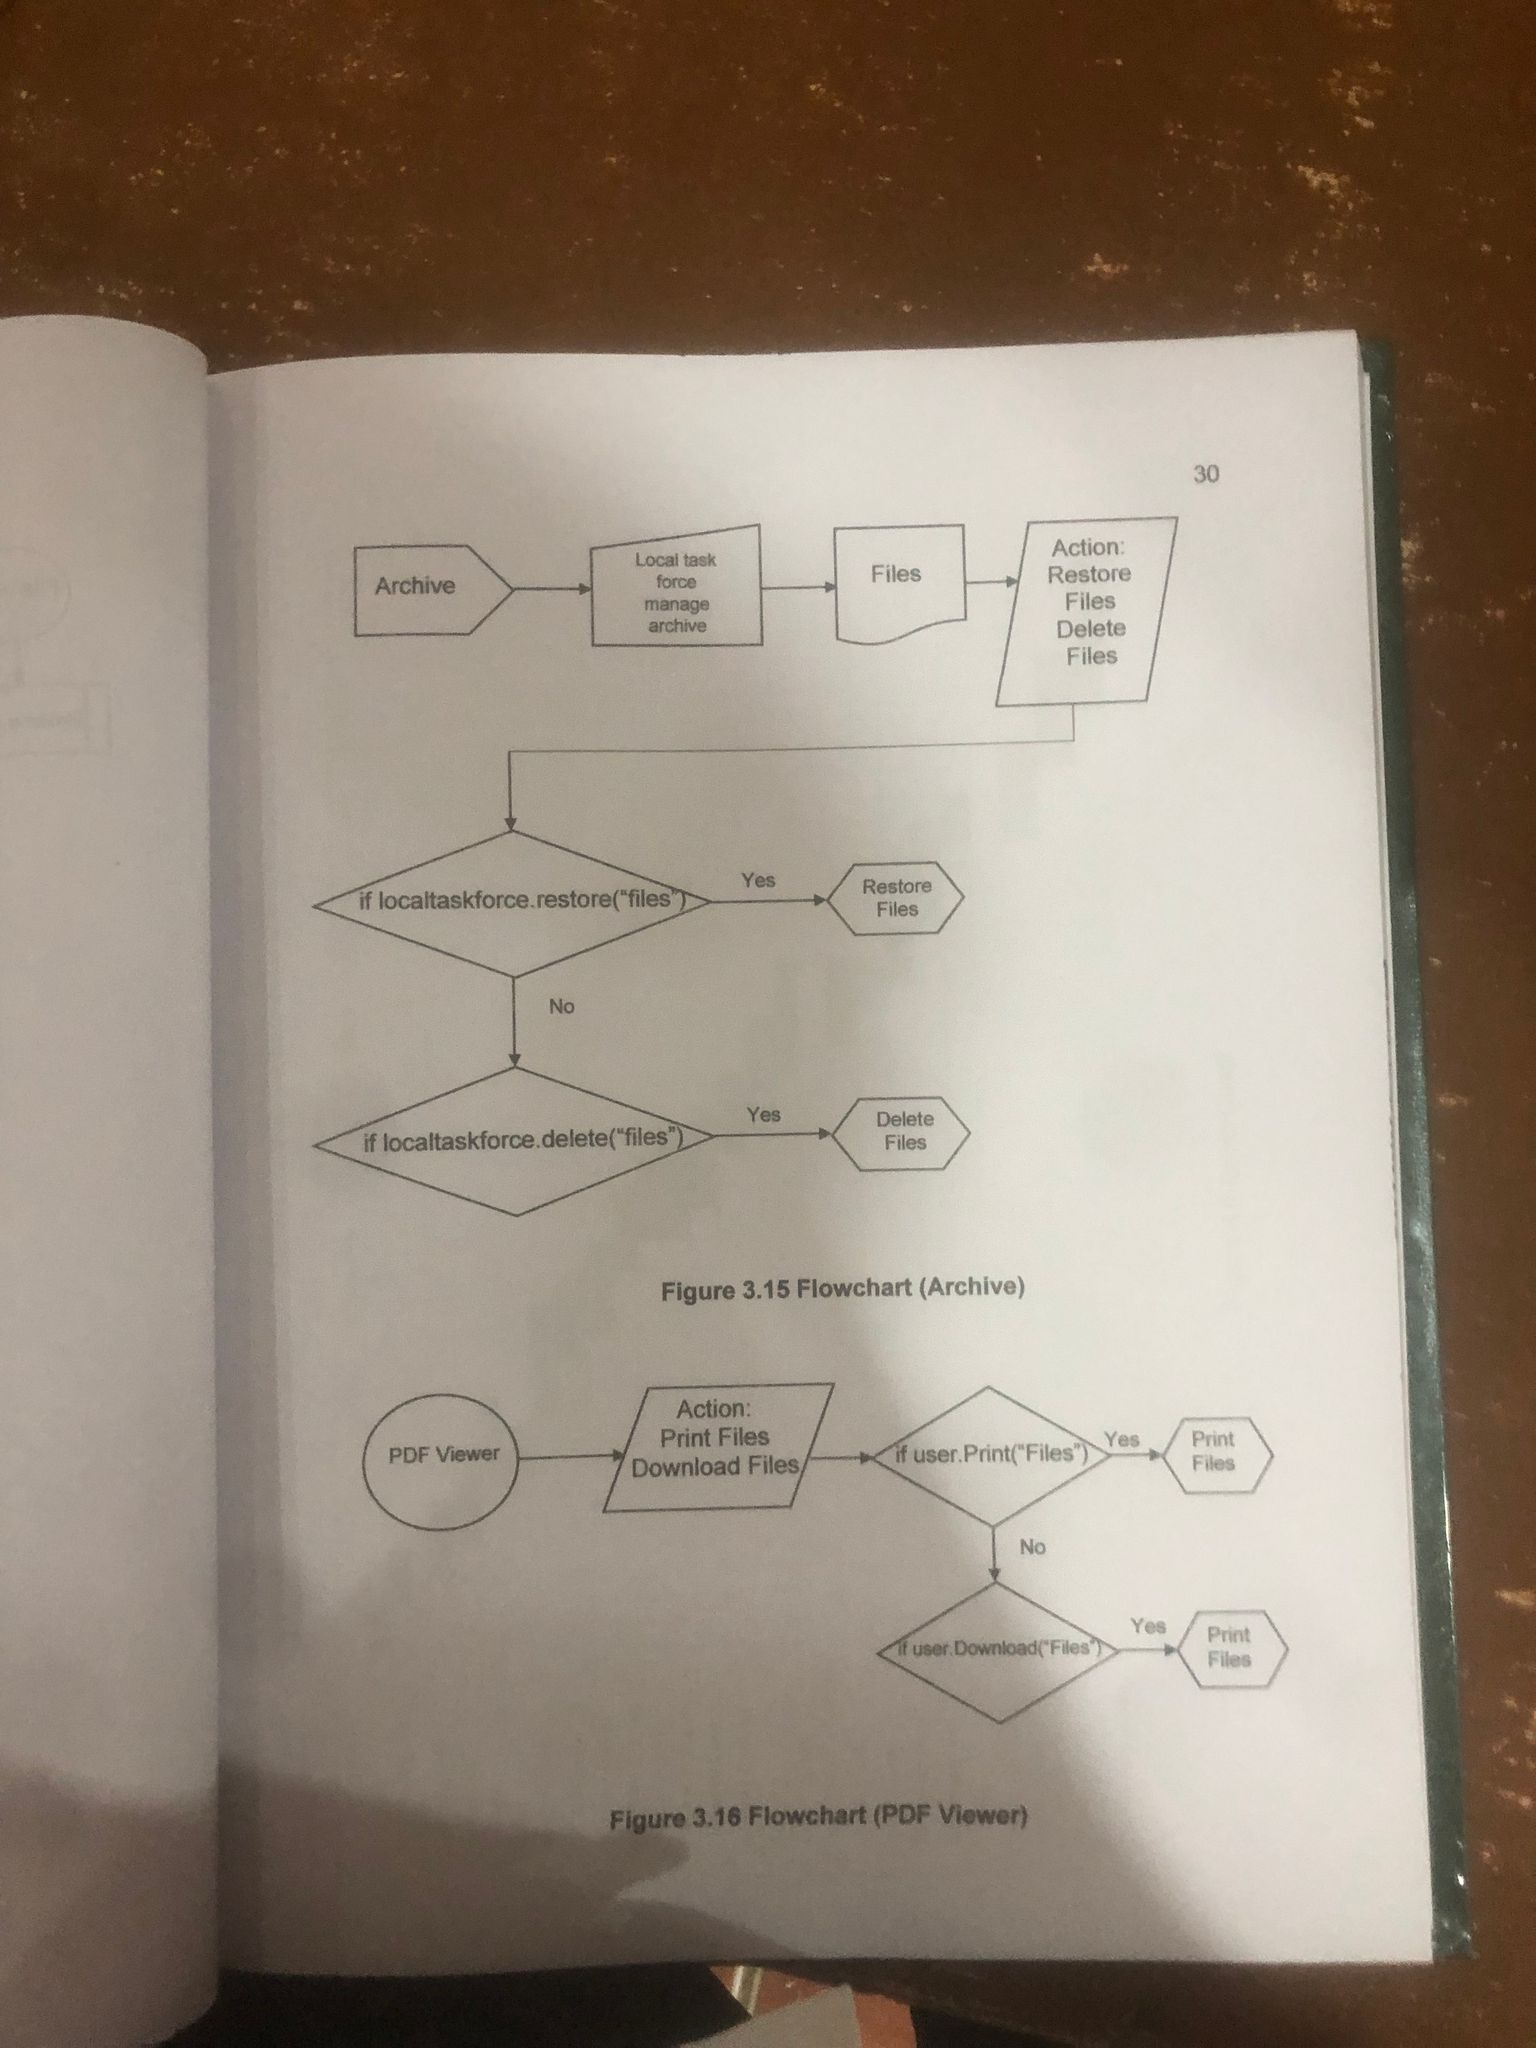 30
Archive
Local task
force
manage
archive
Files
Action:
Restore
Files
Delete
Files
if localtaskforce.restore("files")
Yes
Restore
Files
No
if localtaskforce.delete("files")
Yes
Delete
Files
Figure 3.15 Flowchart (Archive)
PDF Viewer
Action:
Print Files
Download Files
if user.Print("Files")
Yes
Print
Files
No
if user.Download("Files")
Yes
Print
Files
Figure 3.16 Flowchart (PDF Viewer)